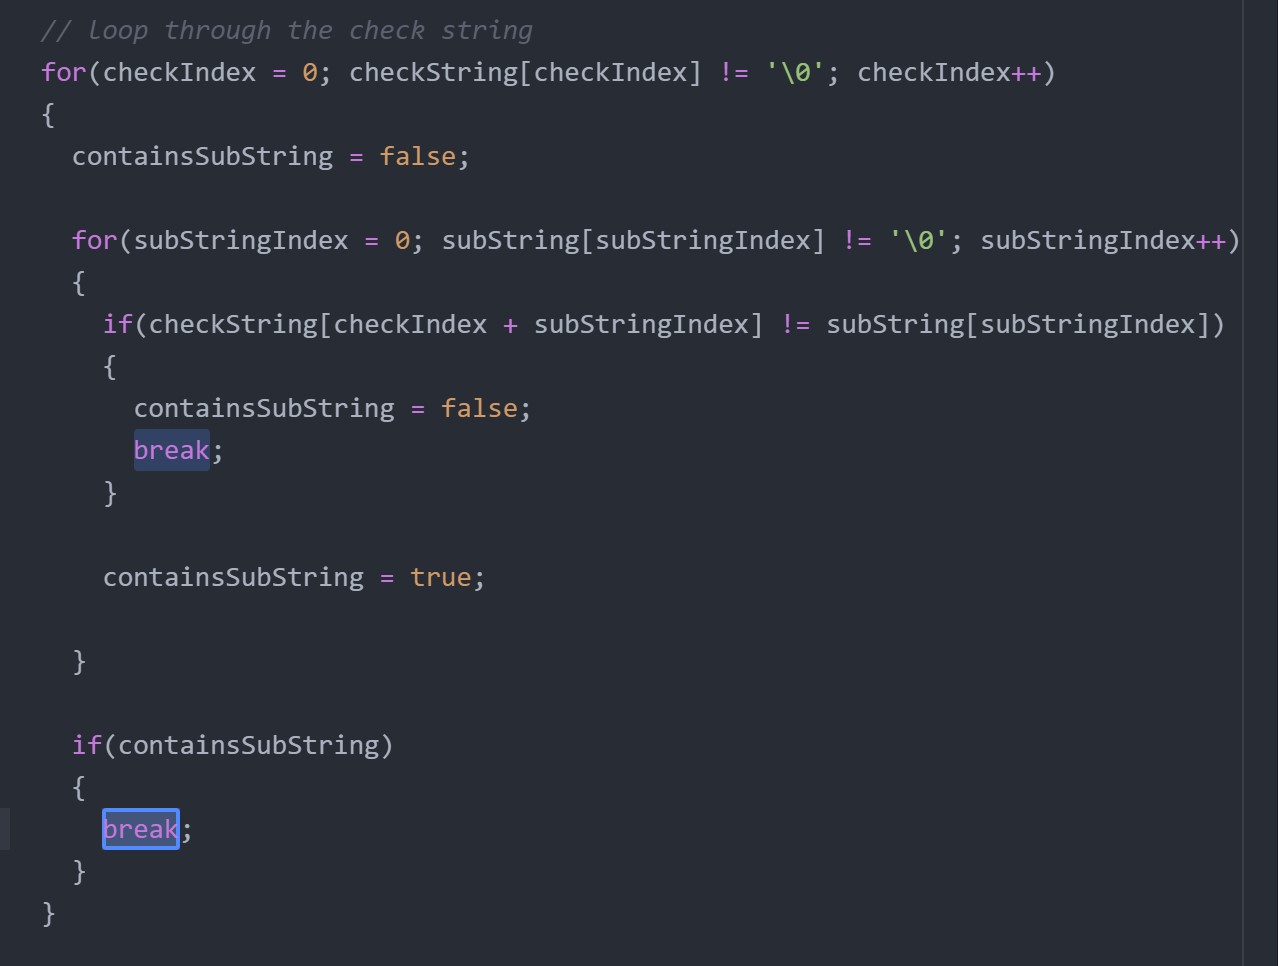 // loop through the check string
for(checkIndex = 0; checkString[checkIndex] != '\0'; checkIndex++)
{
  containsSubString = false;

  for(subStringIndex = 0; subString[subStringIndex] != '\0'; subStringIndex++)
  {
    if(checkString[checkIndex + subStringIndex] != subString[subStringIndex])
    {
      containsSubString = false;
      break;
    }

    containsSubString = true;

  }

  if(containsSubString)
  {
    break;
  }
}